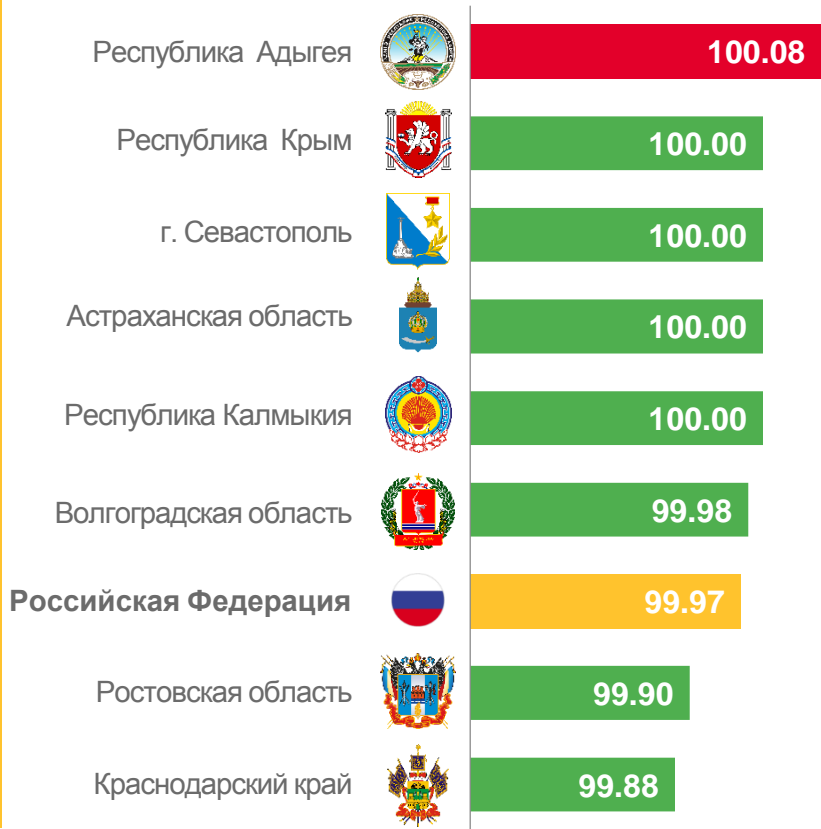 Республика Адыгея 100.08
Республика Крым 100.00
г. Севастополь 100.00
Астраханская область 100.00
Республика Калмыкия 100.00
Волгоградская область 99.98
Российская Федерация 99.97
Ростовская область 99.90
Краснодарский край 99.88